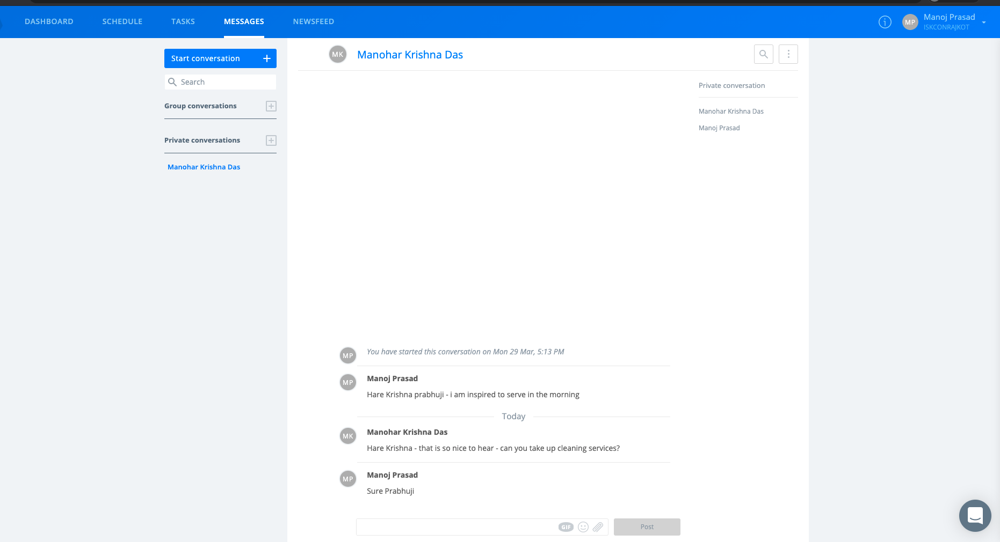 DASHBOARD SCHEDULE TASKS MESSAGES NEWSFEED
MP Manoj Prasad
ISKCONRAJKOT
Start conversation
Search
Group conversations
Private conversations
Manohar Krishna Das
MK Manohar Krishna Das
Private conversation
Manohar Krishna Das
Manoj Prasad
MP You have started this conversation on Mon 29 Mar, 5:13 PM
MP Manoj Prasad
Hare Krishna prabhuji - i am inspired to serve in the morning
Today
MK Manohar Krishna Das
Hare Krishna - that is so nice to hear - can you take up cleaning services?
MP Manoj Prasad
Sure Prabhuji
GIF Post